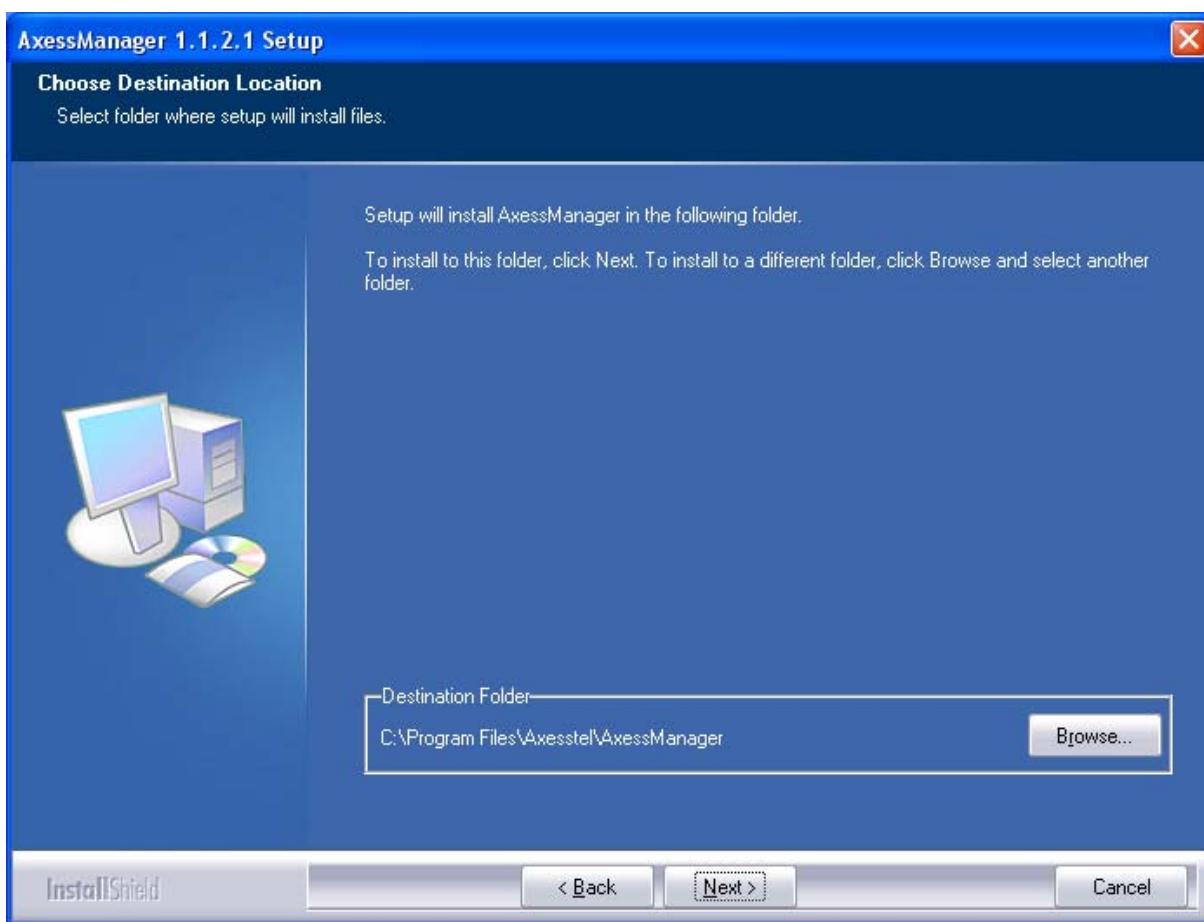 AxessManager 1.1.2.1 Setup
Choose Destination Location
Select folder where setup will install files.
Setup will install AxessManager in the following folder.
To install to this folder, click Next. To install to a different folder, click Browse and select another
folder.
Destination Folder
C:\Program Files\Axesstel\AxessManager
Browse...
InstallShield
< Back
Next >
Cancel